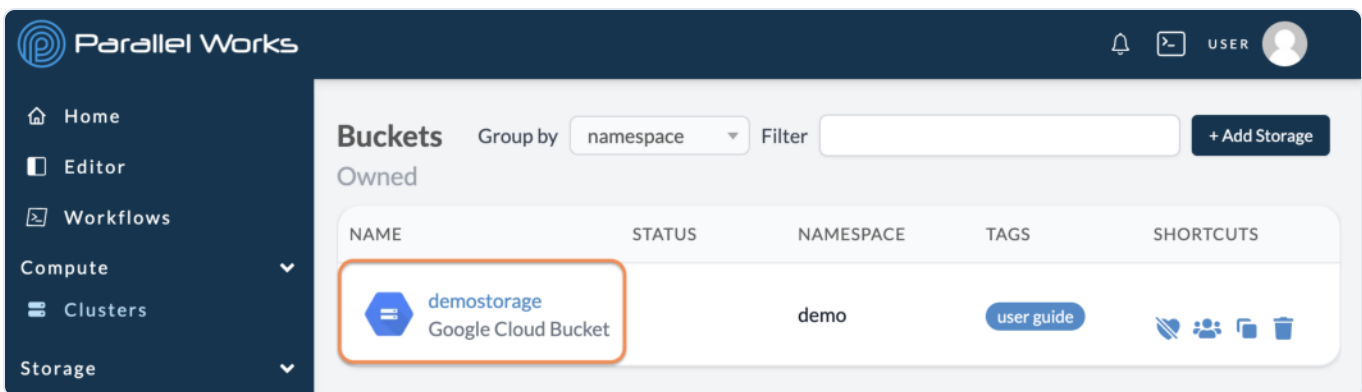 Parallel Works
USER
Home
Editor
Workflows
Compute
Clusters
Storage
Buckets Group by namespace Filter + Add Storage
Owned
NAME STATUS NAMESPACE TAGS SHORTCUTS
demostorage
Google Cloud Bucket
demo
user guide